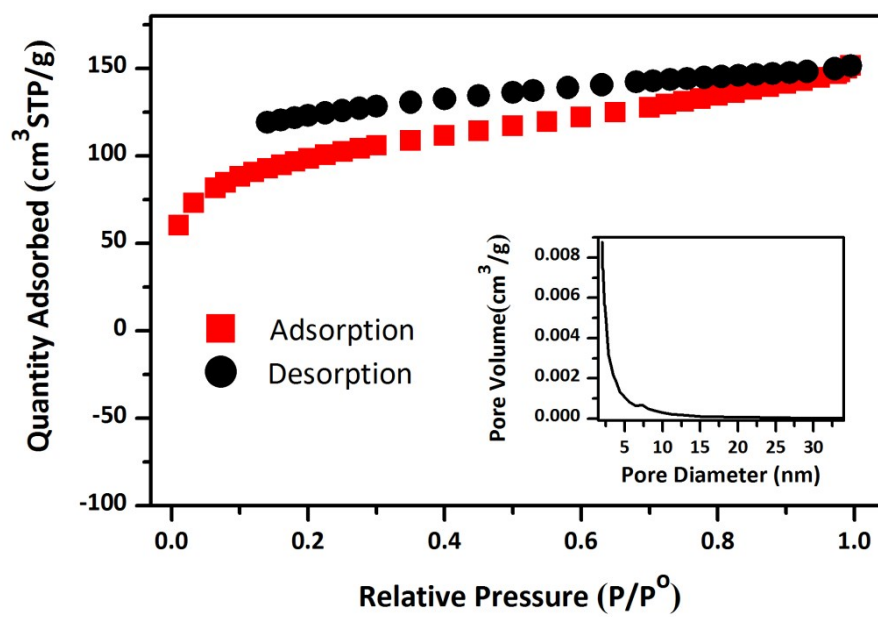 Quantity Adsorbed (cm³STP/g)
150
100
50
0
-50
-100
0.0 0.2 0.4 0.6 0.8 1.0
Relative Pressure (P/P⁰)
Adsorption
Desorption
Pore Volume(cm³/g)
0.008
0.006
0.004
0.002
0.000
5 10 15 20 25 30
Pore Diameter (nm)